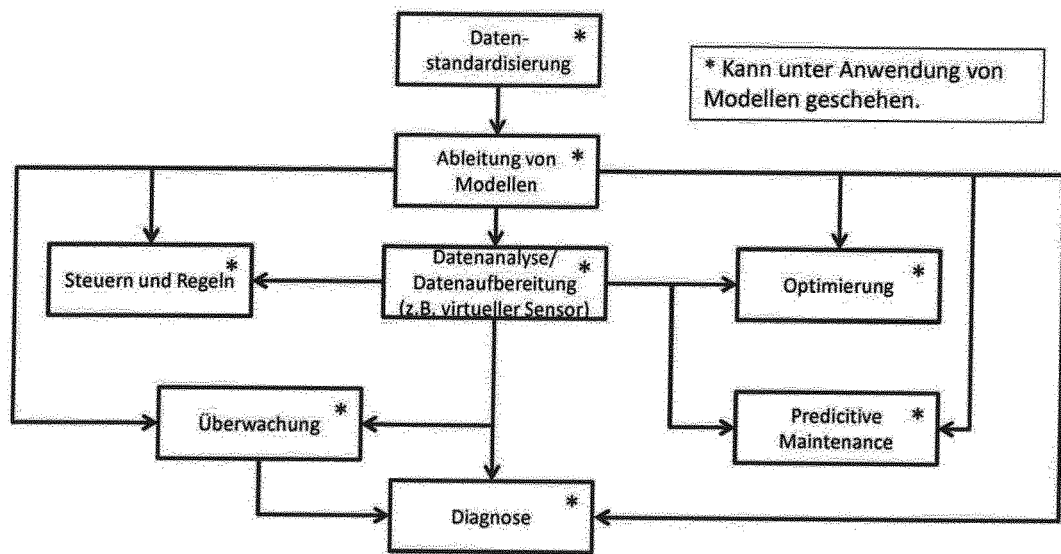 Daten- *
standardisierung
* Kann unter Anwendung von
Modellen geschehen.
Ableitung von *
Modellen
Steuern und Regeln *
Datenanalyse/
Datenaufbereitung *
(z.B. virtueller Sensor)
Optimierung *
Überwachung *
Predicitive *
Maintenance
Diagnose *